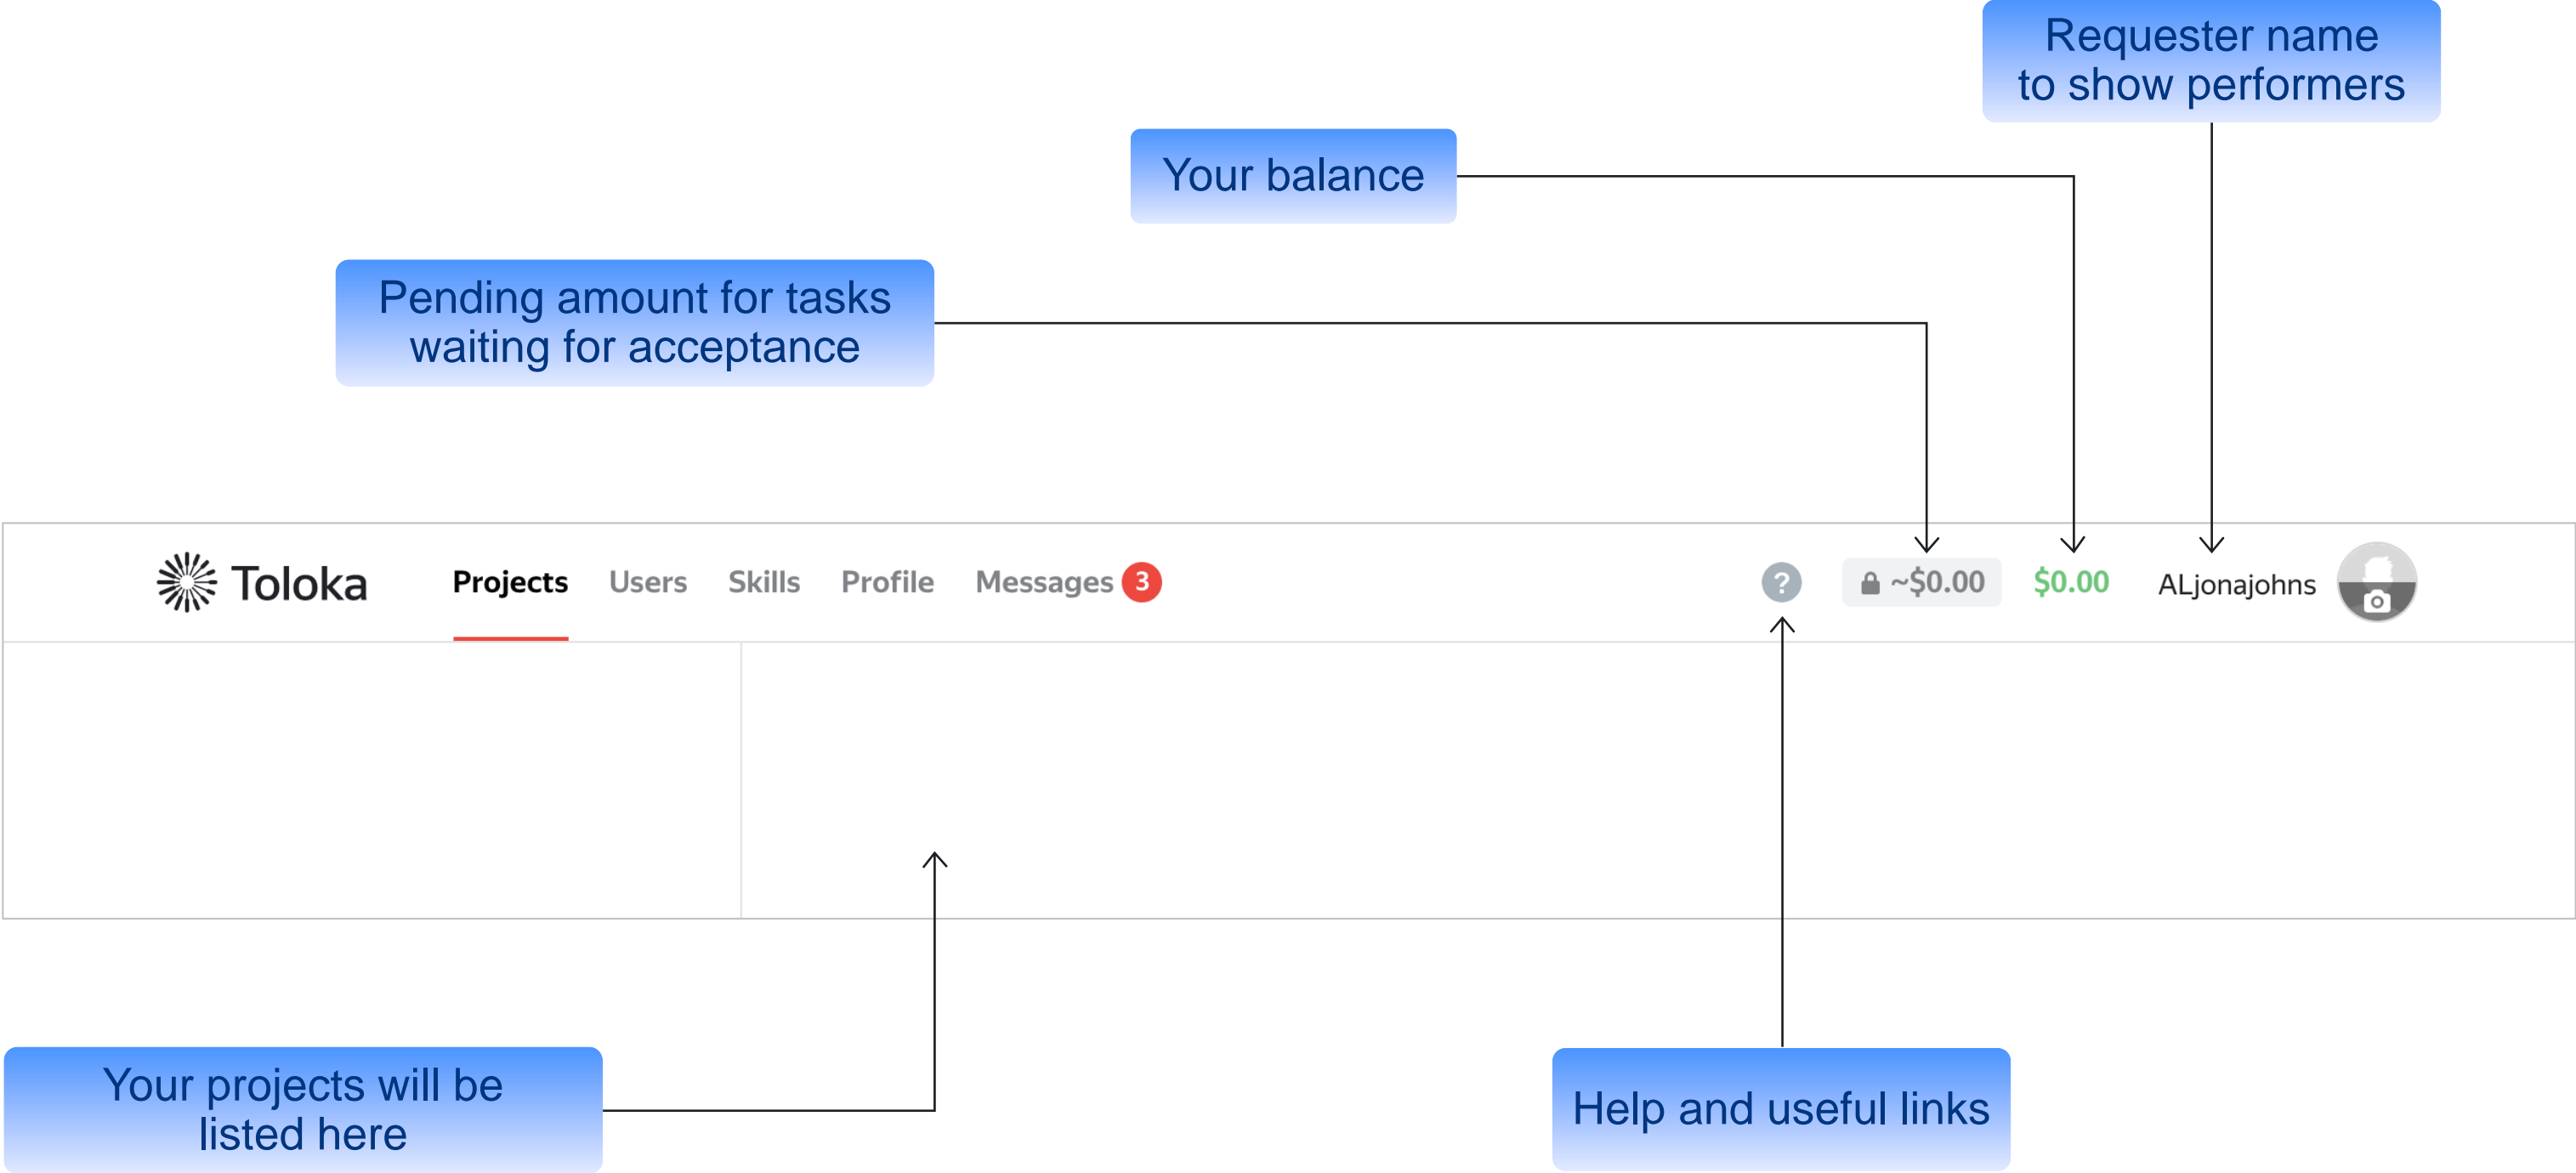 Requester name
to show performers
Your balance
Pending amount for tasks
waiting for acceptance
Toloka Projects Users Skills Profile Messages 3 ? ~$0.00 $0.00 ALjonajohns
Your projects will be
listed here
Help and useful links